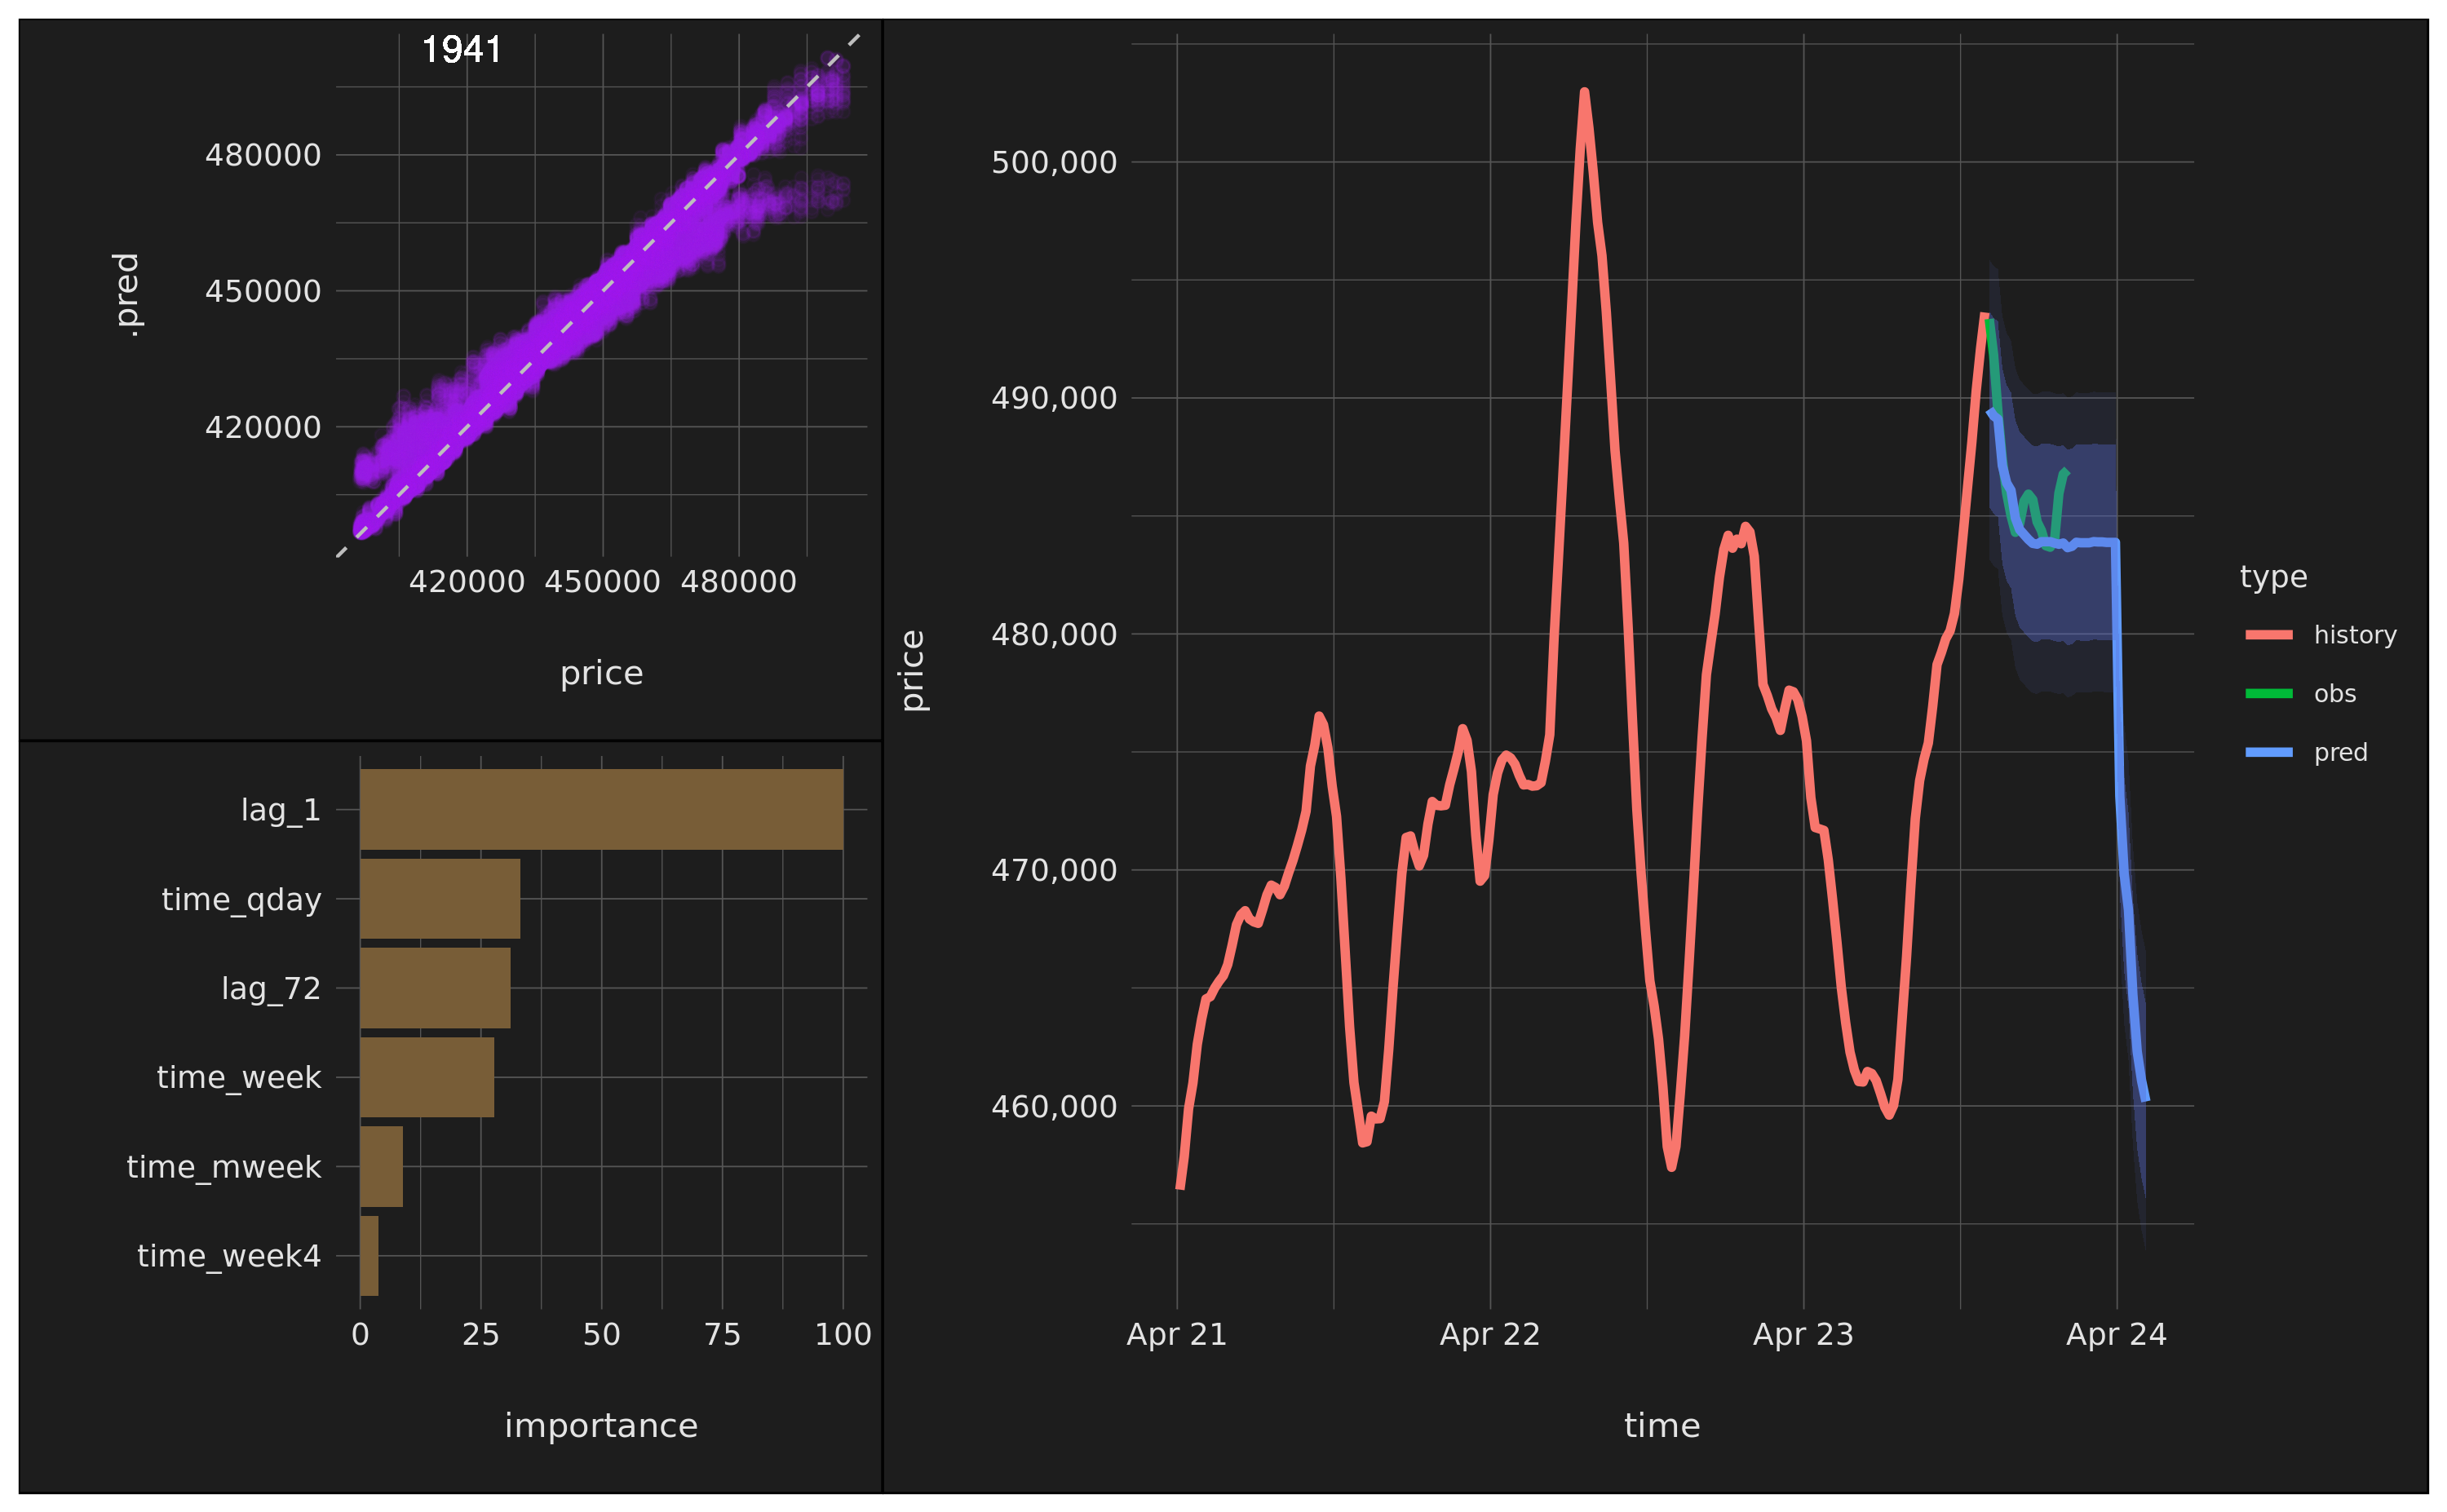 1941
.pred
480000
450000
420000
420000 450000 480000
price
lag_1
time_qday
lag_72
time_week
time_mweek
time_week4
0 25 50 75 100
importance
price
500,000
490,000
480,000
470,000
460,000
Apr 21 Apr 22 Apr 23 Apr 24
time
type
history
obs
pred